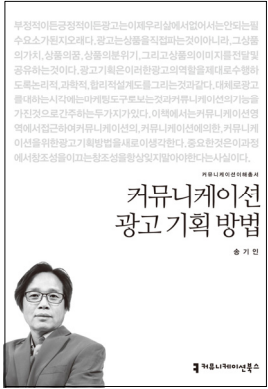 부정적이든긍정적이든광고는이제우리삶에서없어서는안되는필
수요소가된지오래다.광고는상품을직접파는것이아니라,그상품
의가치,상품의꿈,상품의분위기,그리고상품의이미지를전달및
공유하는것이다.광고기획은이러한광고의역할을제대로수행하
도록논리적,과학적,합리적설계도를그리는것과같다.대체로광고
를대하는시각에는마케팅도구로보는것과커뮤니케이션의기능을
가진것으로간주하는두가지가있다.이책에서는커뮤니케이션영
역에서접근하여커뮤니케이션의,커뮤니케이션에의한,커뮤니케
이션을위한광고기획방법을새로이생각한다.중요한것은이과정
에서창조성을이끄는창조성을항상잊지말아야한다는사실이다.
커뮤니케이션이해총서
커뮤니케이션
광고 기획 방법
송기인
커뮤니케이션북스